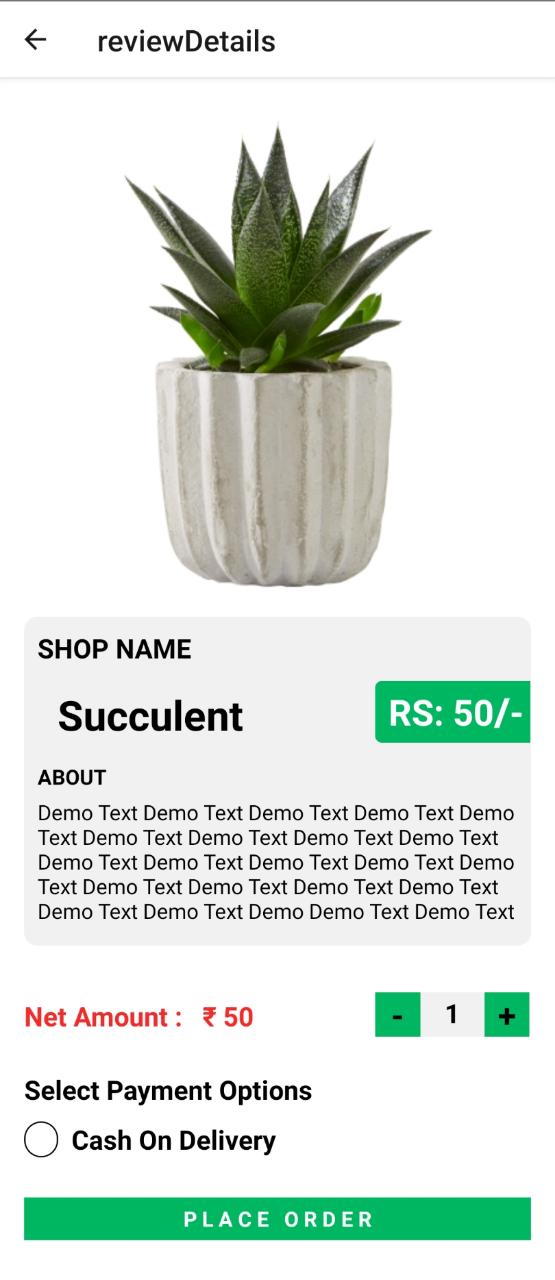 reviewDetails
SHOP NAME
Succulent
RS: 50/-
ABOUT
Demo Text Demo Text Demo Text Demo Text Demo
Text Demo Text Demo Text Demo Text Demo Text
Demo Text Demo Text Demo Text Demo Text Demo
Text Demo Text Demo Text Demo Text Demo Text
Demo Text Demo Text Demo Demo Text Demo Text
Net Amount : ₹ 50
- 1 +
Select Payment Options
Cash On Delivery
PLACE ORDER